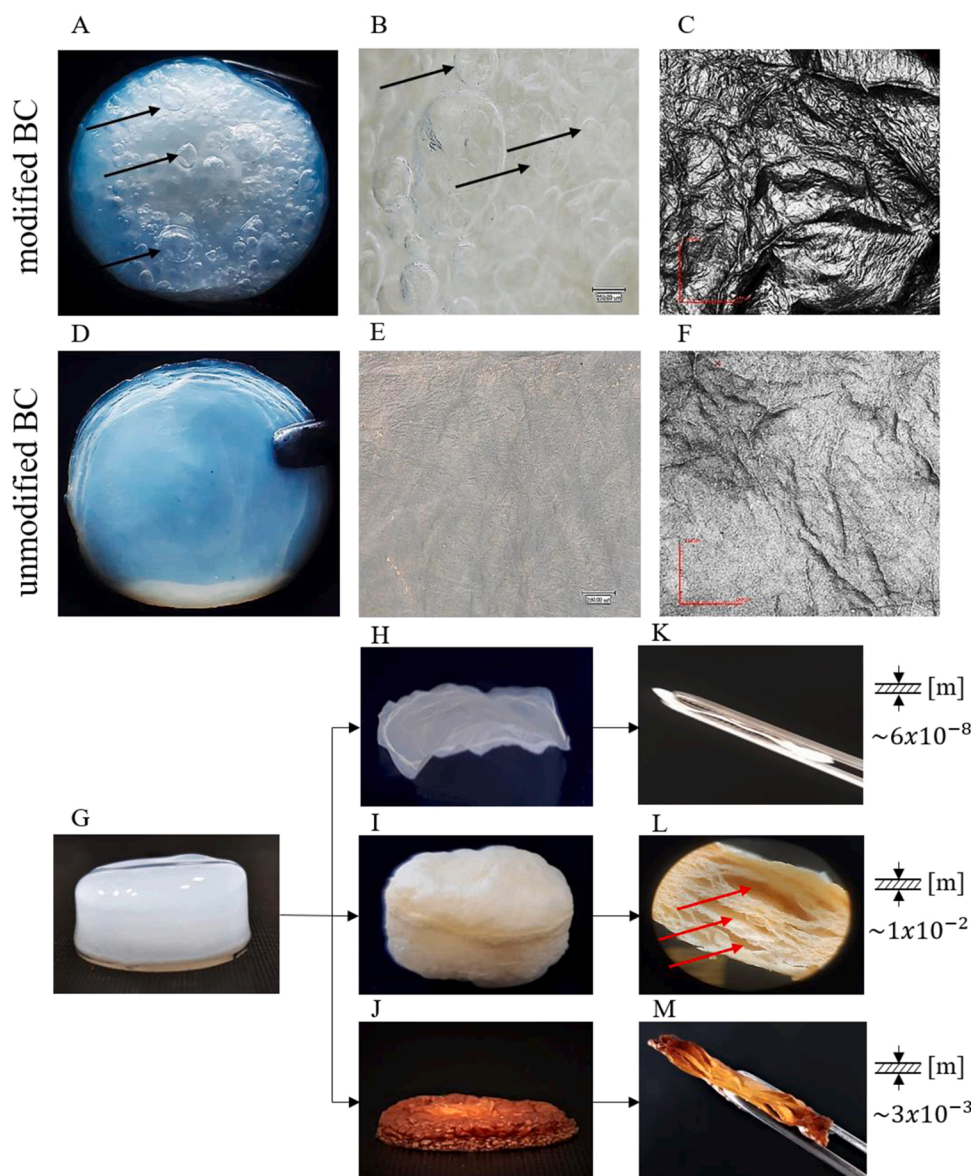 A B C
modified BC
D E F
unmodified BC
H K
[m]
~6x10⁻⁸
G I L
[m]
~1x10⁻²
J M
[m]
~3x10⁻³